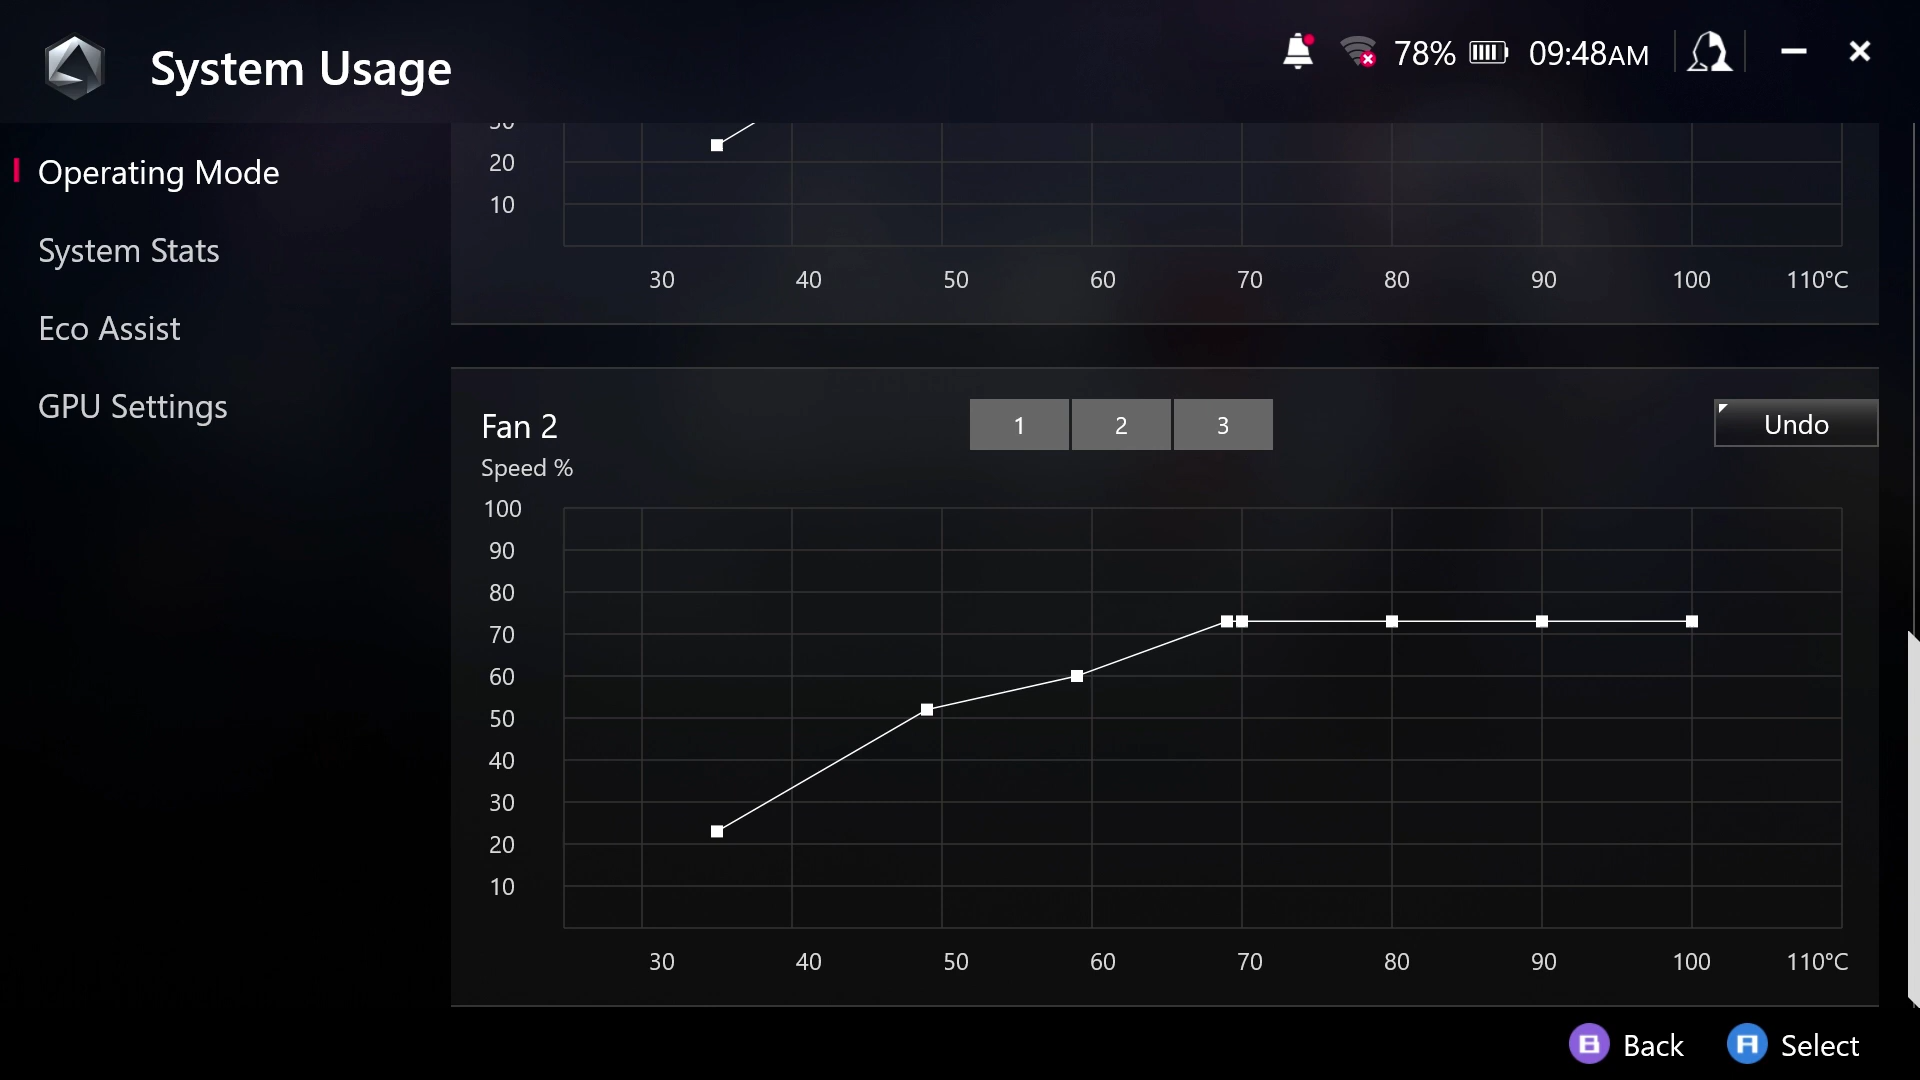 System Usage
78%
09:48AM
Operating Mode
System Stats
Eco Assist
GPU Settings
20
10
30 40 50 60 70 80 90 100 110°C
Fan 2
1 2 3
Undo
Speed %
100
90
80
70
60
50
40
30
20
10
30 40 50 60 70 80 90 100 110°C
B Back
A Select